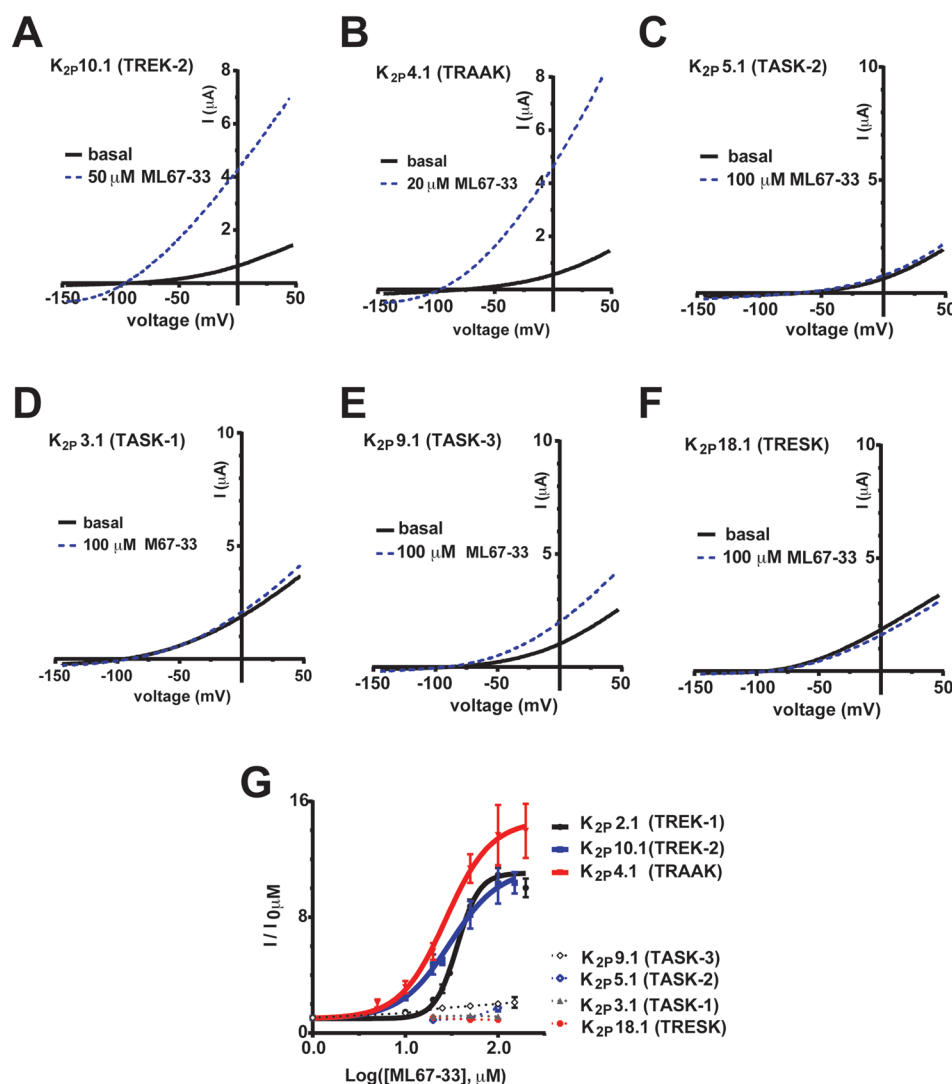 A
K2P10.1 (TREK-2)
I (μA)
8
6
4
2
basal
50 μM ML67-33
-150 -100 -50 0 50
voltage (mV)
B
K2P4.1 (TRAAK)
I (μA)
8
6
4
2
basal
20 μM ML67-33
-150 -100 -50 0 50
voltage (mV)
C
K2P5.1 (TASK-2)
I (μA)
10
5
basal
100 μM ML67-33
-150 -100 -50 0 50
voltage (mV)
D
K2P3.1 (TASK-1)
I (μA)
10
5
basal
100 μM M67-33
-150 -100 -50 0 50
voltage (mV)
E
K2P9.1 (TASK-3)
I (μA)
10
5
basal
100 μM ML67-33
-150 -100 -50 0 50
voltage (mV)
F
K2P18.1 (TRESK)
I (μA)
10
5
basal
100 μM ML67-33
-150 -100 -50 0 50
voltage (mV)
G
I / I 0μM
16
8
0
0.0 1.0 2.0
Log([ML67-33], μM)
K2P2.1 (TREK-1)
K2P10.1(TREK-2)
K2P4.1 (TRAAK)
K2P9.1 (TASK-3)
K2P5.1 (TASK-2)
K2P3.1 (TASK-1)
K2P18.1 (TRESK)